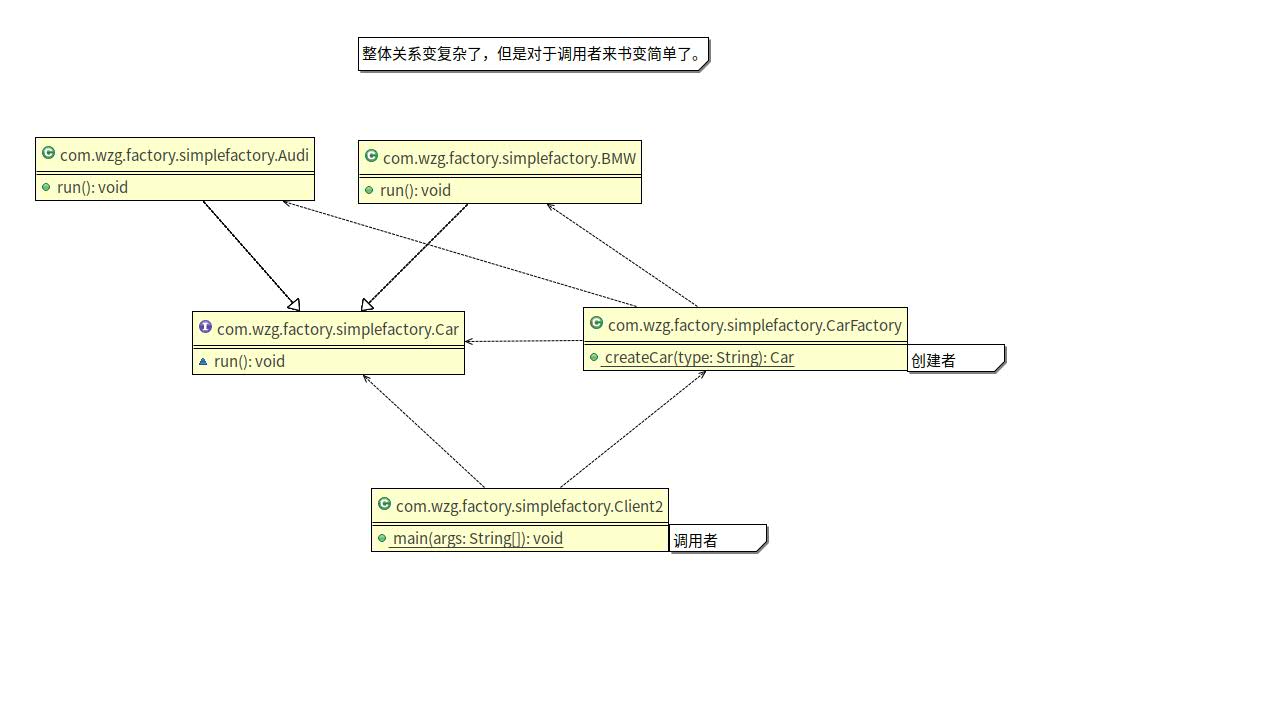 整体关系变复杂了，但是对于调用者来书变简单了。
com.wzg.factory.simplefactory.Audi
run(): void
com.wzg.factory.simplefactory.BMW
run(): void
com.wzg.factory.simplefactory.Car
run(): void
com.wzg.factory.simplefactory.CarFactory
createCar(type: String): Car
创建者
com.wzg.factory.simplefactory.Client2
main(args: String[]): void
调用者